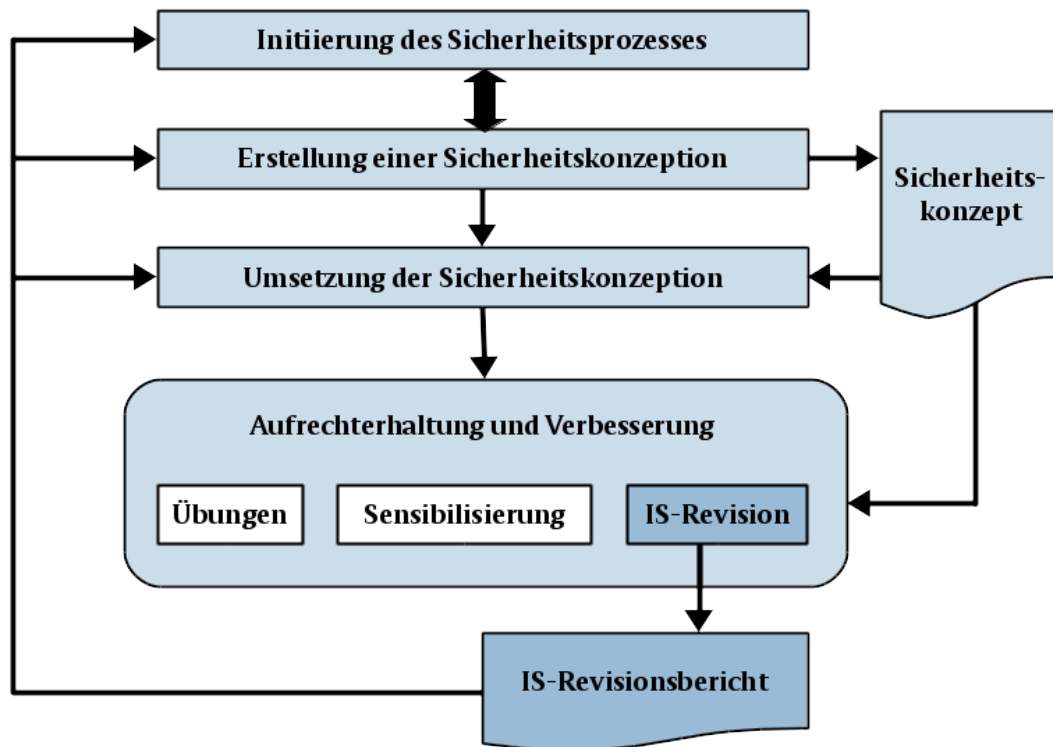 Initiierung des Sicherheitsprozesses
Erstellung einer Sicherheitskonzeption
Sicherheits-
konzept
Umsetzung der Sicherheitskonzeption
Aufrechterhaltung und Verbesserung
Übungen
Sensibilisierung
IS-Revision
IS-Revisionsbericht